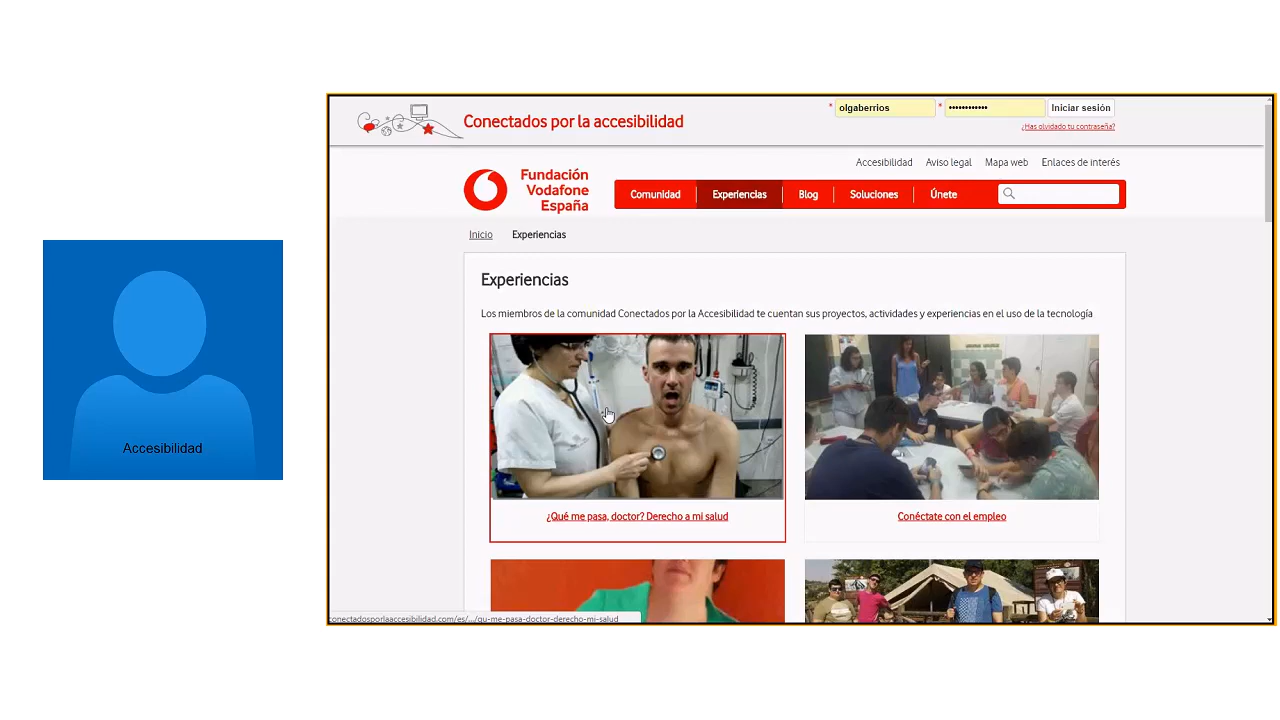 Accesibilidad
Conectados por la accesibilidad
* olgaberrios * •••••••••••• Iniciar sesión
¿Has olvidado tu contraseña?
Accesibilidad Aviso legal Mapa web Enlaces de interés
Fundación
Vodafone
España
Comunidad Experiencias Blog Soluciones Únete
Inicio Experiencias
Experiencias
Los miembros de la comunidad Conectados por la Accesibilidad te cuentan sus proyectos, actividades y experiencias en el uso de la tecnología
¿Qué me pasa, doctor? Derecho a mi salud
Conéctate con el empleo
conectadosporlaaccesibilidad.com/es/.../qu-me-pasa-doctor-derecho-mi-salud